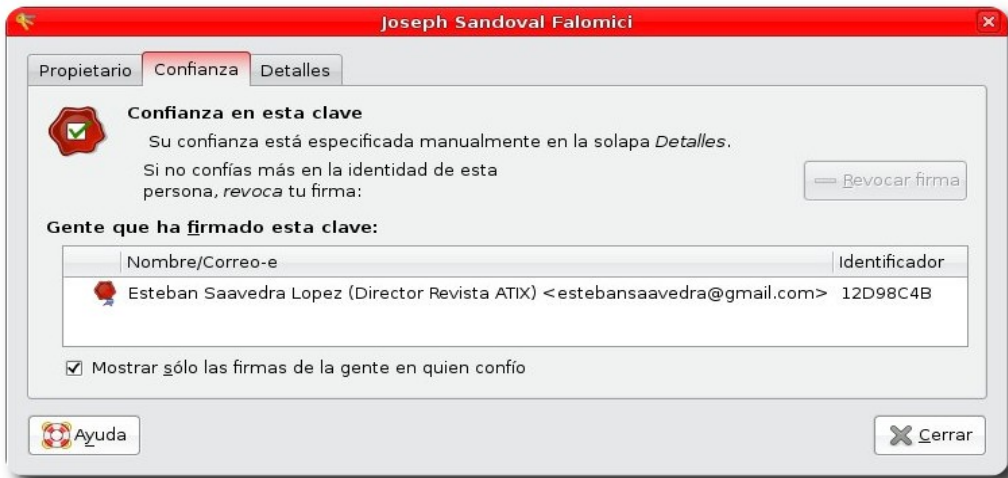 Joseph Sandoval Falomici
Propietario
Confianza
Detalles
Confianza en esta clave
Su confianza está especificada manualmente en la solapa Detalles.
Si no confías más en la identidad de esta
persona, revoca tu firma:
Revocar firma
Gente que ha firmado esta clave:
Nombre/Correo-e
Identificador
Esteban Saavedra Lopez (Director Revista ATIX) <estebansaavedra@gmail.com> 12D98C4B
Mostrar sólo las firmas de la gente en quien confío
Ayuda
Cerrar